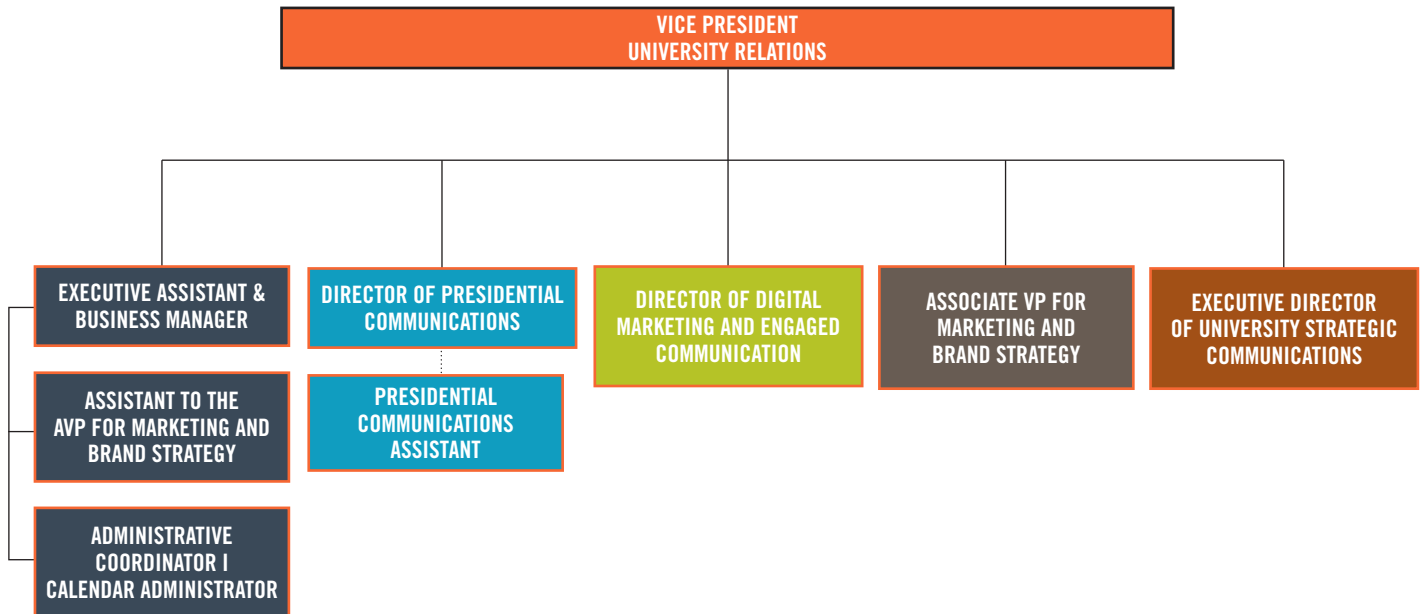 VICE PRESIDENT
UNIVERSITY RELATIONS
EXECUTIVE ASSISTANT &
BUSINESS MANAGER
DIRECTOR OF PRESIDENTIAL
COMMUNICATIONS
DIRECTOR OF DIGITAL
MARKETING AND ENGAGED
COMMUNICATION
ASSOCIATE VP FOR
MARKETING AND
BRAND STRATEGY
EXECUTIVE DIRECTOR
OF UNIVERSITY STRATEGIC
COMMUNICATIONS
ASSISTANT TO THE
AVP FOR MARKETING AND
BRAND STRATEGY
PRESIDENTIAL
COMMUNICATIONS
ASSISTANT
ADMINISTRATIVE
COORDINATOR I
CALENDAR ADMINISTRATOR